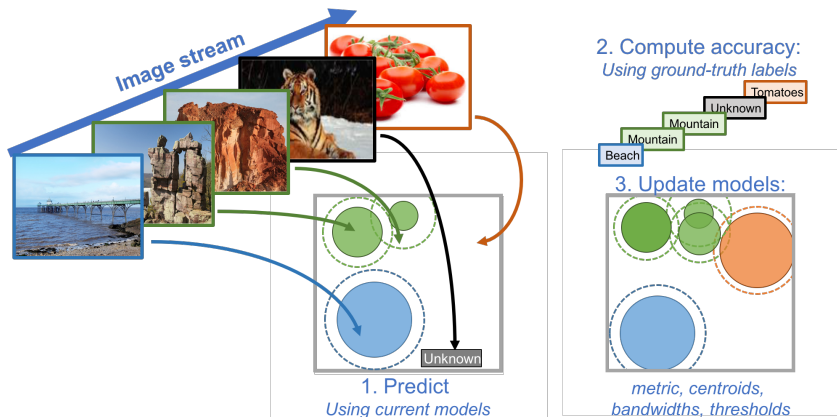 Image stream
Unknown
1. Predict
Using current models
2. Compute accuracy:
Using ground-truth labels
Tomatoes
Unknown
Mountain
Mountain
Beach
3. Update models:
metric, centroids,
bandwidths, thresholds